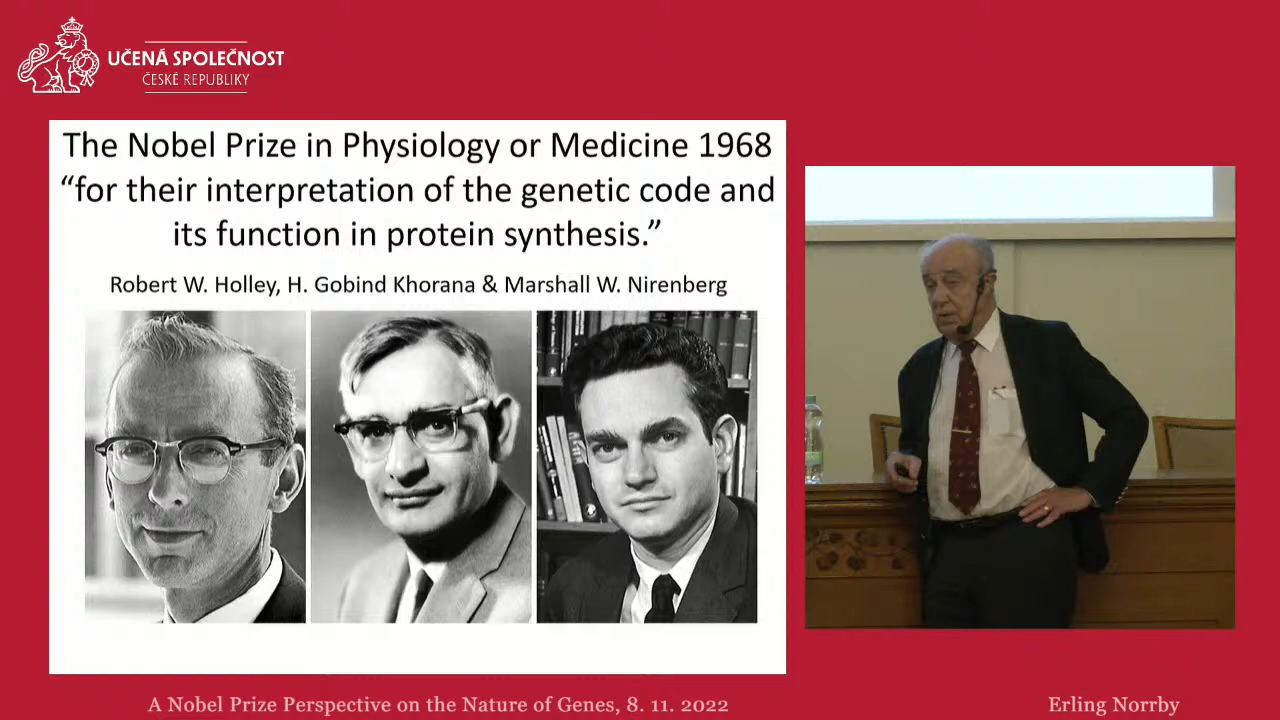 UČENÁ SPOLEČNOST
ČESKÉ REPUBLIKY
The Nobel Prize in Physiology or Medicine 1968
“for their interpretation of the genetic code and
its function in protein synthesis.”
Robert W. Holley, H. Gobind Khorana & Marshall W. Nirenberg
A Nobel Prize Perspective on the Nature of Genes, 8. 11. 2022
Erling Norrby